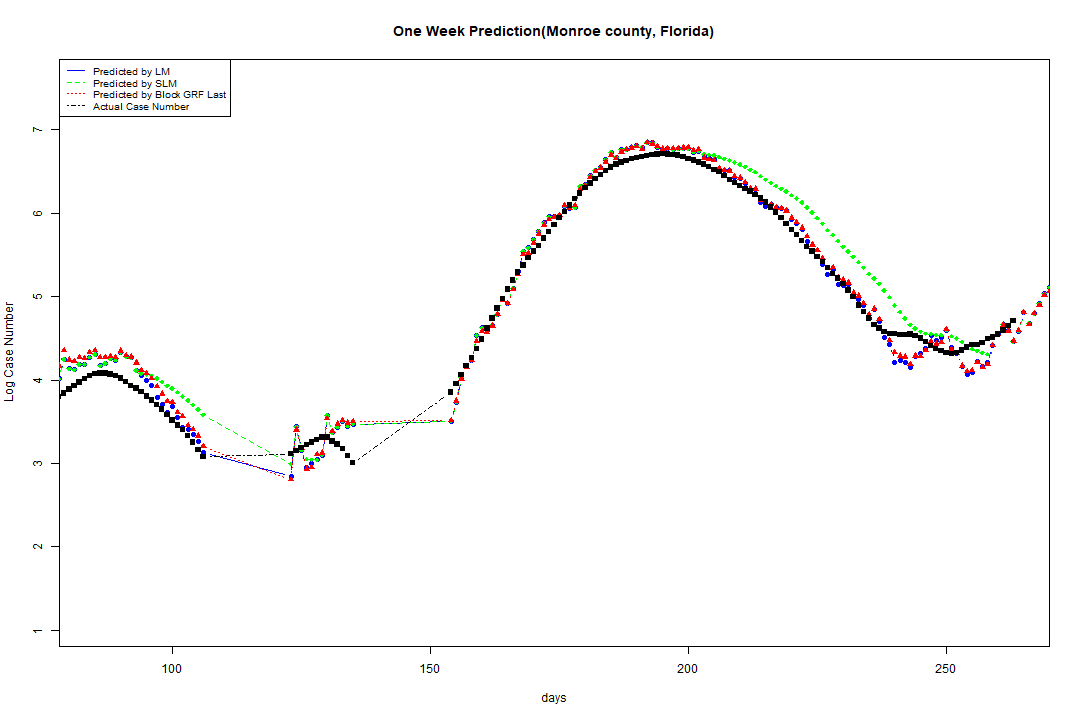 One Week Prediction(Monroe county, Florida)
Predicted by LM
Predicted by SLM
Predicted by Block GRF Last
Actual Case Number
7
6
5
4
3
2
1
Log Case Number
100 150 200 250
days